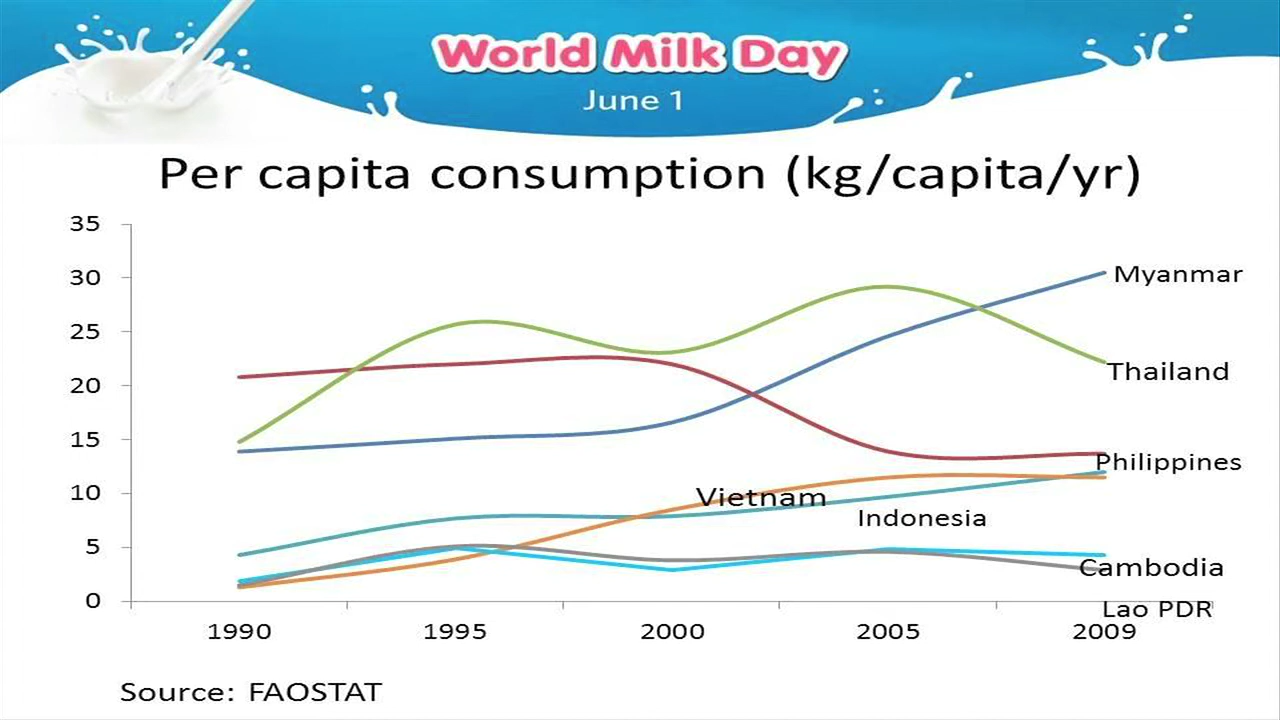 World Milk Day
June 1
Per capita consumption (kg/capita/yr)
35
30
25
20
15
10
5
0
Myanmar
Thailand
Philippines
Vietnam
Indonesia
Cambodia
Lao PDR
1990 1995 2000 2005 2009
Source: FAOSTAT